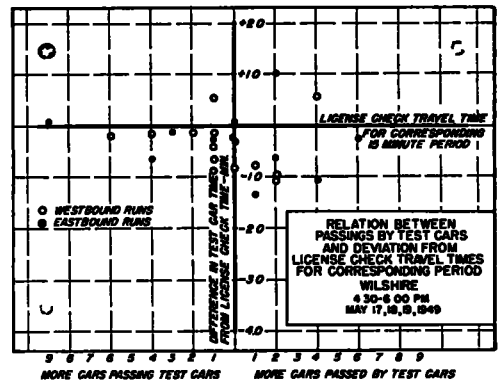 +20
+10
LICENSE CHECK TRAVEL TIME
FOR CORRESPONDING
15 MINUTE PERIOD
-10
-20
-30
-40
DIFFERENCE IN TEST CAR TIMES
FROM LICENSE CHECK TIME-MIN.
WESTBOUND RUNS
EASTBOUND RUNS
RELATION BETWEEN
PASSINGS BY TEST CARS
AND DEVIATION FROM
LICENSE CHECK TRAVEL TIMES
FOR CORRESPONDING PERIOD
WILSHIRE
4 30-6 00 PM
MAY 17,18,19,1949
9 8 7 6 5 4 3 2 1 1 2 3 4 5 6 7 8 9
MORE CARS PASSING TEST CARS MORE CARS PASSED BY TEST CARS